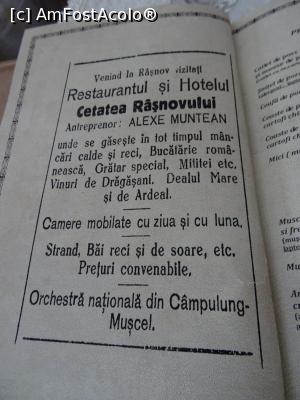 [c] AmFostAcolo®
Venind la Râşnov vizitaţi
Restaurantul şi Hotelul
Cetatea Râşnovului
Antreprenor: ALEXE MUNTEAN
unde se găseşte în tot timpul mân-
cări calde şi reci, Bucătărie romă-
nească, Grătar special, Mititei etc.
Vinuri de Drăgăşani. Dealul Mare
şi de Ardeal.
Camere mobilate cu ziua şi cu luna,
Strand, Băi reci şi de soare, etc.
Preţuri convenabile,
Orchestră naţională din Câmpulung-
Muşcel.
Mici (